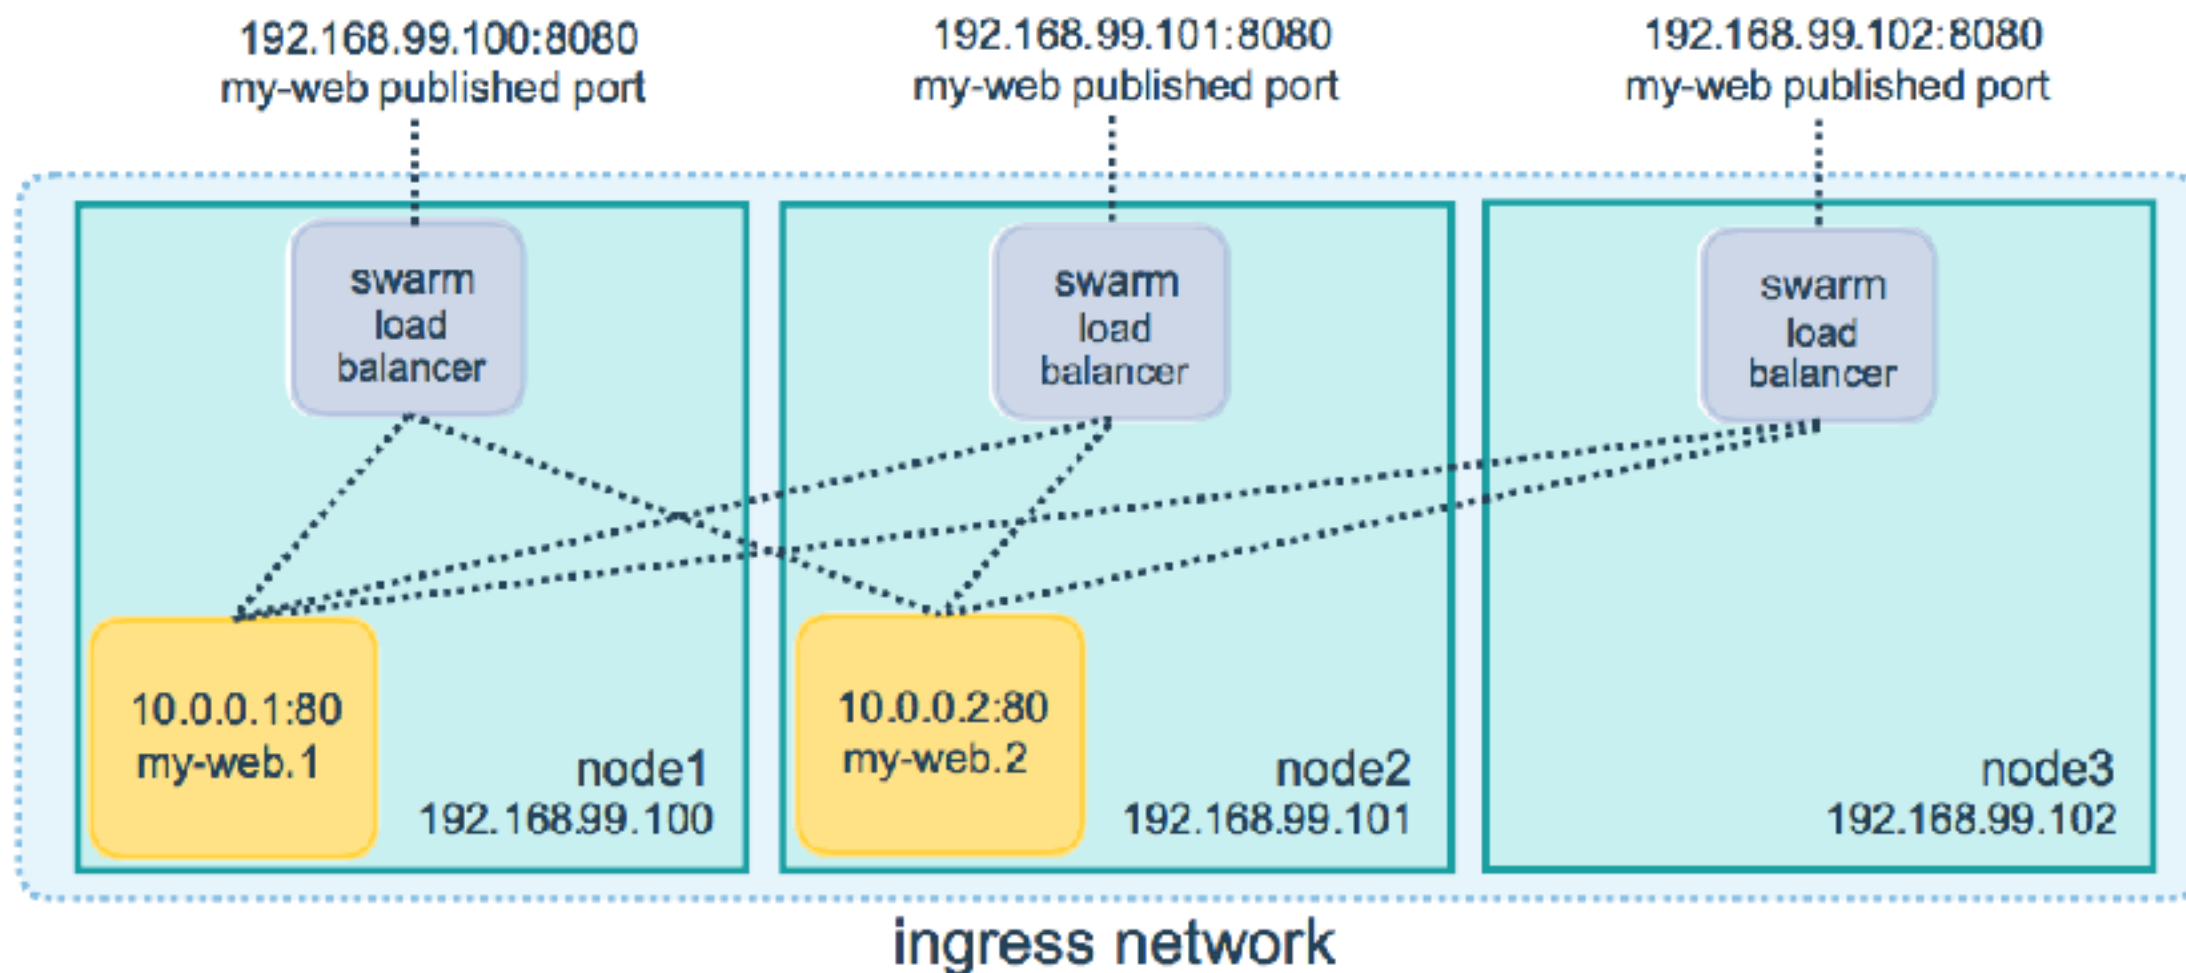 192.168.99.100:8080
my-web published port
192.168.99.101:8080
my-web published port
192.168.99.102:8080
my-web published port
swarm
load
balancer
swarm
load
balancer
swarm
load
balancer
10.0.0.1:80
my-web.1
node1
192.168.99.100
10.0.0.2:80
my-web.2
node2
192.168.99.101
node3
192.168.99.102
ingress network